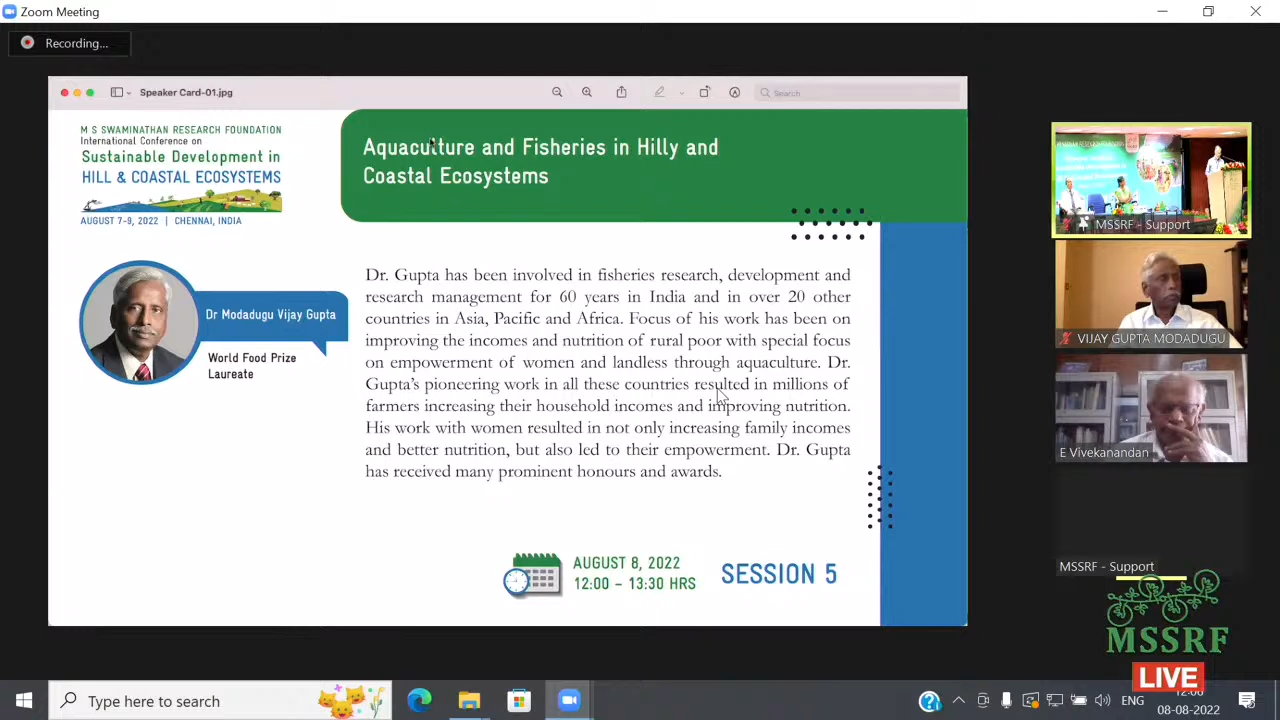 Zoom Meeting
Recording...
Speaker Card-01.jpg
Search
M S SWAMINATHAN RESEARCH FOUNDATION
International Conference on
Sustainable Development in
HILL & COASTAL ECOSYSTEMS
AUGUST 7-9, 2022 | CHENNAI, INDIA
Aquaculture and Fisheries in Hilly and
Coastal Ecosystems
Dr Modadugu Vijay Gupta
World Food Prize
Laureate
Dr. Gupta has been involved in fisheries research, development and
research management for 60 years in India and in over 20 other
countries in Asia, Pacific and Africa. Focus of his work has been on
improving the incomes and nutrition of rural poor with special focus
on empowerment of women and landless through aquaculture. Dr.
Gupta's pioneering work in all these countries resulted in millions of
farmers increasing their household incomes and improving nutrition.
His work with women resulted in not only increasing family incomes
and better nutrition, but also led to their empowerment. Dr. Gupta
has received many prominent honours and awards.
AUGUST 8, 2022
12:00 – 13:30 HRS
SESSION 5
MSSRF - Support
VIJAY GUPTA MODADUGU
E Vivekanandan
MSSRF - Support
MSSRF
LIVE
Type here to search
ENG
12:06
08-08-2022